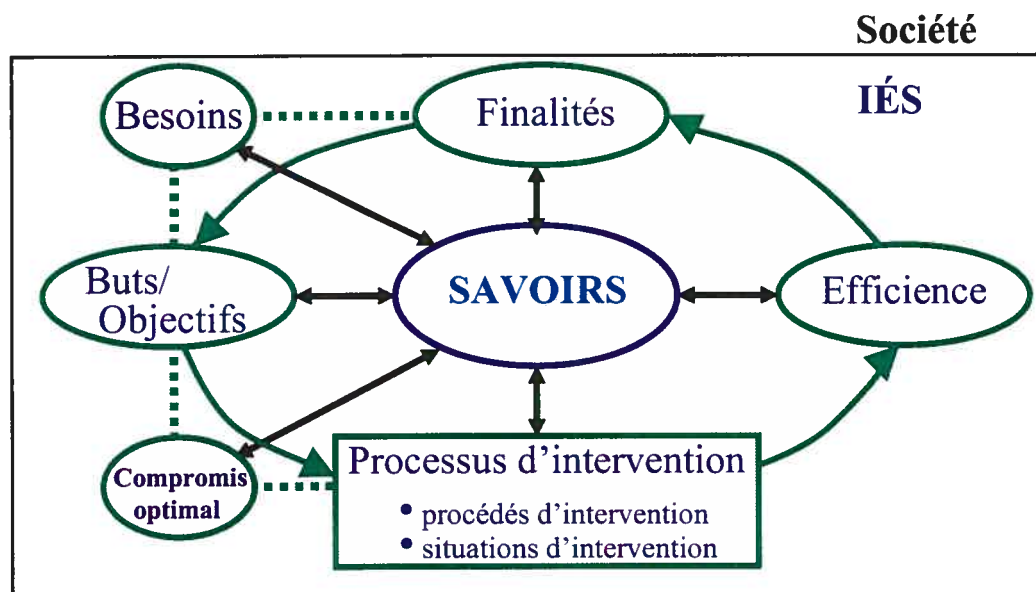 Société
IÉS
Besoins
Finalités
Buts/
Objectifs
SAVOIRS
Efficience
Compromis
optimal
Processus d’intervention
• procédés d’intervention
• situations d’intervention